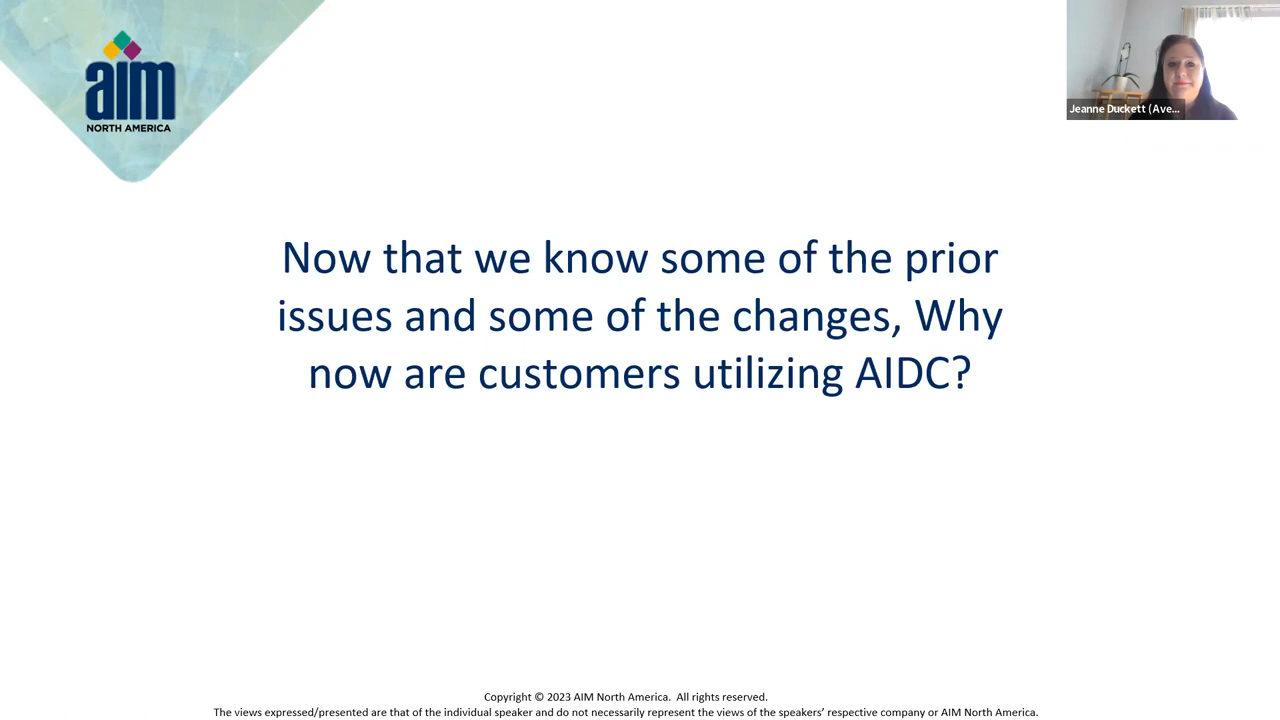 aim
NORTH AMERICA
Jeanne Duckett (Ave...
Now that we know some of the prior
issues and some of the changes, Why
now are customers utilizing AIDC?
Copyright © 2023 AIM North America.  All rights reserved.
The views expressed/presented are that of the individual speaker and do not necessarily represent the views of the speakers’ respective company or AIM North America.